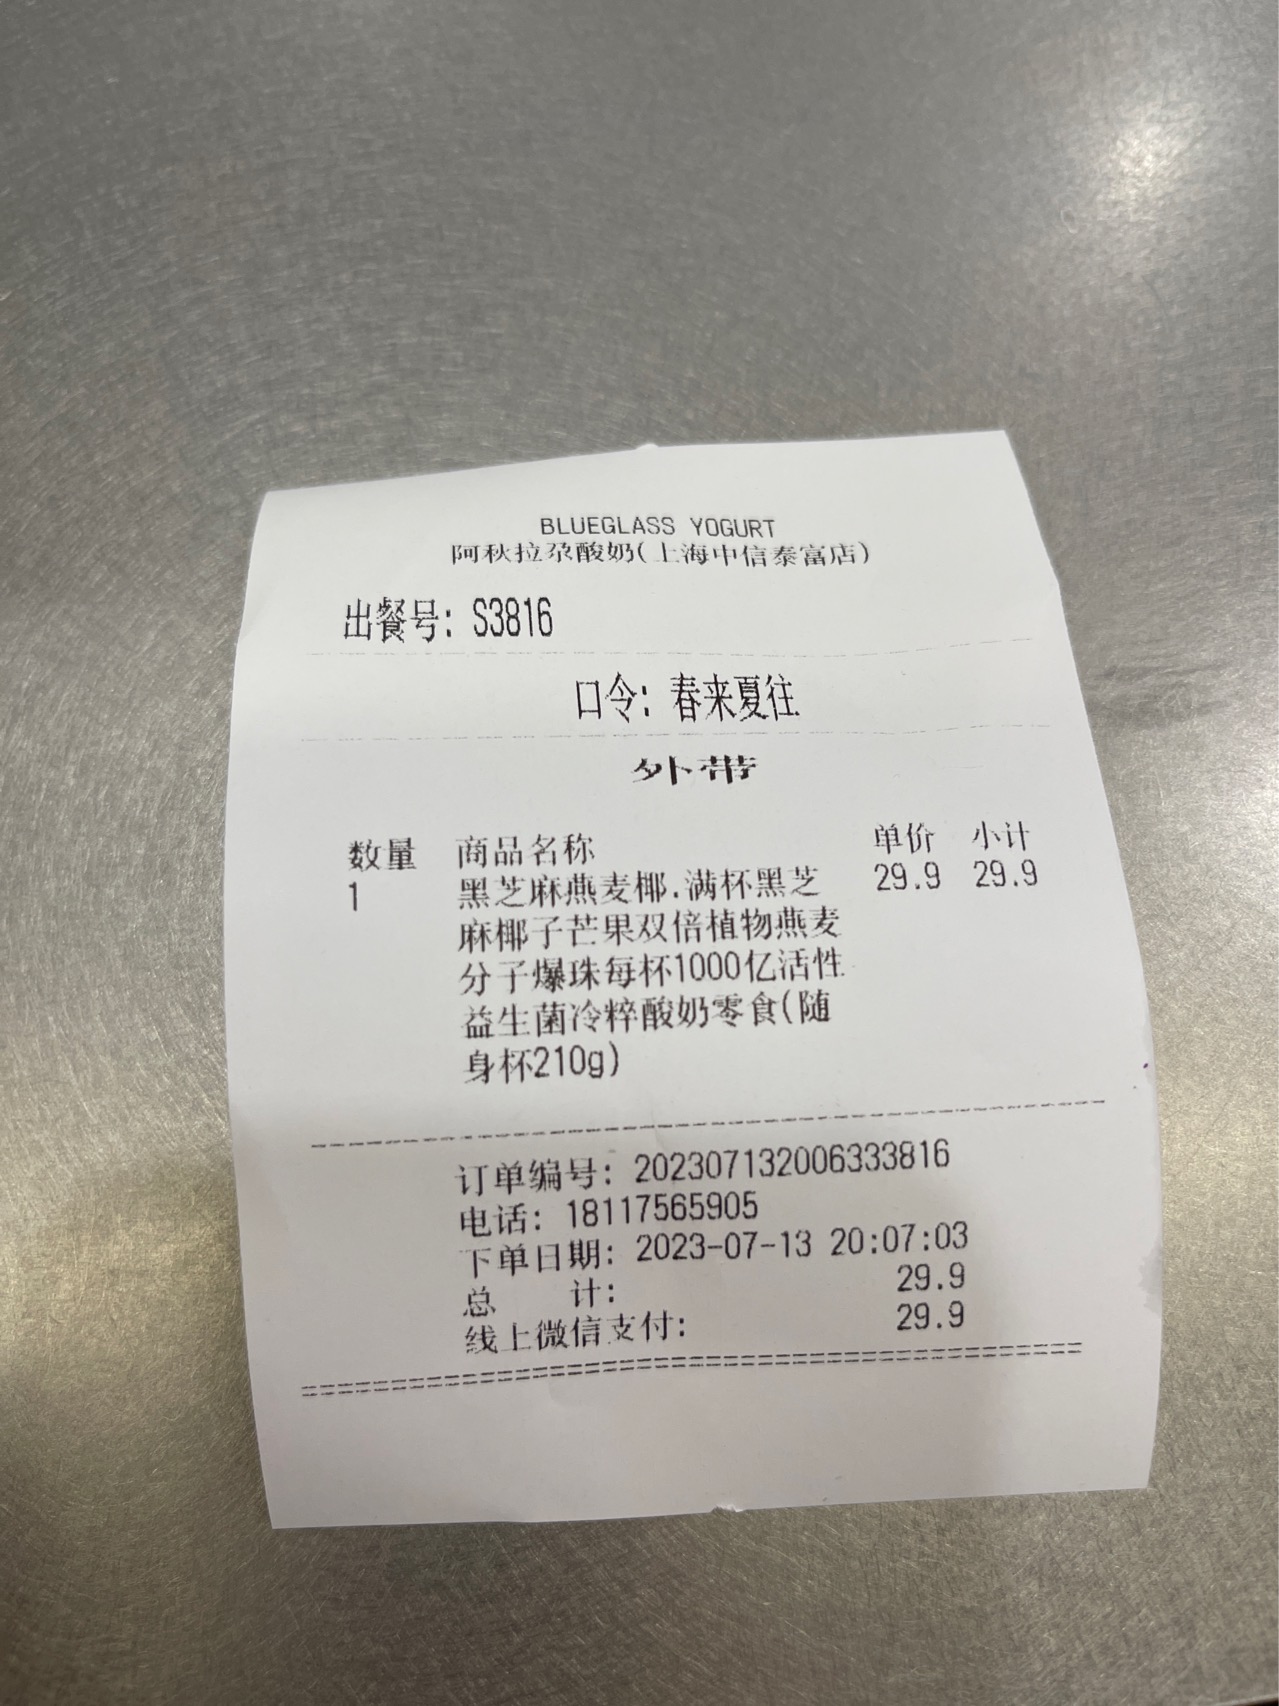 BLUEGLASS YOGURT
阿秋拉尕酸奶(上海中信泰富店)
出餐号: S3816
口令: 春来夏往
外带
数量 商品名称 单价 小计
1 黑芝麻燕麦椰.满杯黑芝 29.9 29.9
麻椰子芒果双倍植物燕麦
分子爆珠每杯1000亿活性
益生菌冷粹酸奶零食(随
身杯210g)
订单编号: 202307132006333816
电话: 18117565905
下单日期: 2023-07-13 20:07:03
总 计: 29.9
线上微信支付: 29.9